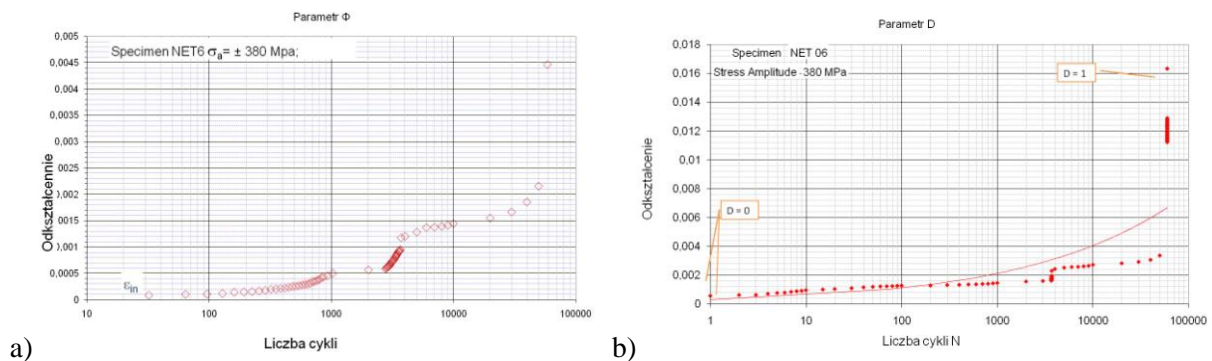 Parametr Φ
Specimen NET6 σa= ± 380 Mpa;
0,005
0,0045
0,004
0,0035
0,003
0,0025
0,002
0,0015
0,001
0,0005
0
Odkształcennie
εin
10
100
1000
10000
100000
Liczba cykli
a)
Parametr D
Specimen : NET 06
Stress Amplitude 380 MPa
D = 1
D = 0
0,018
0,016
0,014
0,012
0,01
0,008
0,006
0,004
0,002
0
Odkształcenie
1
10
100
1000
10000
100000
Liczba cykli N
b)